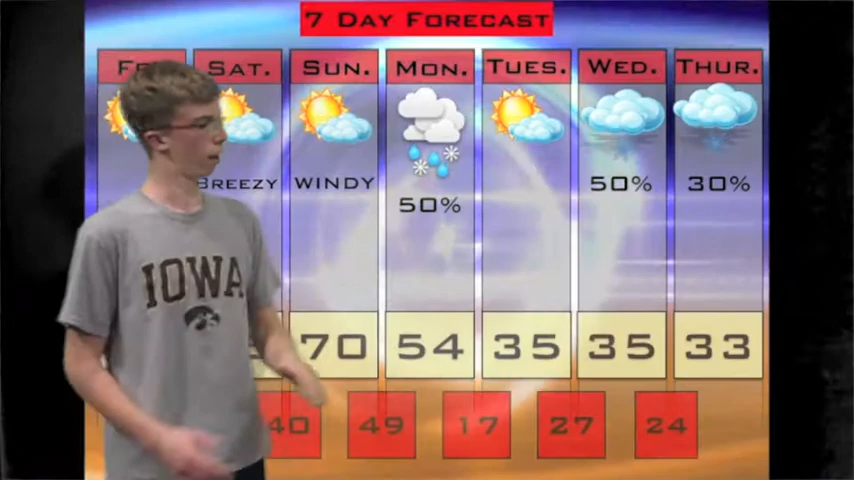 7 DAY FORECAST
SAT. SUN. MON. TUES. WED. THUR.
BREEZY WINDY 50% 30%
50%
IOWA
70 54 35 35 33
40 49 17 27 24